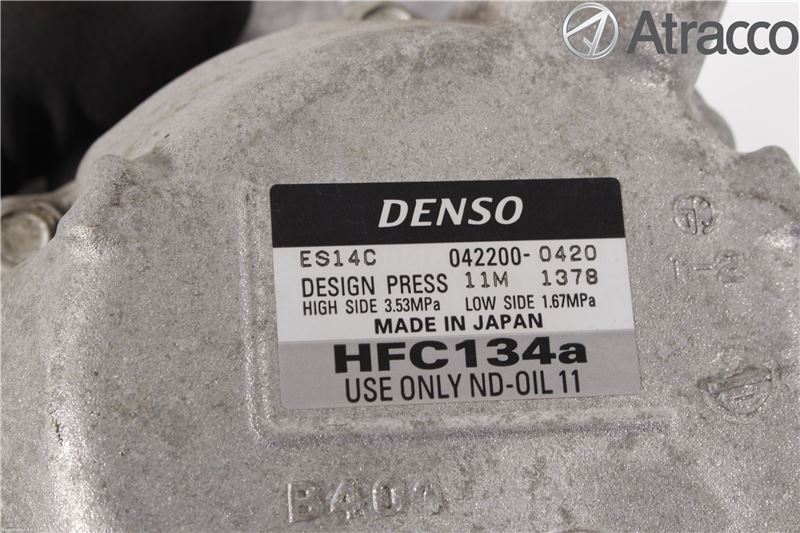 Atracco
DENSO
ES14C 042200-0420
DESIGN PRESS 11M 1378
HIGH SIDE 3.53MPa LOW SIDE 1.67MPa
MADE IN JAPAN
HFC134a
USE ONLY ND-OIL 11